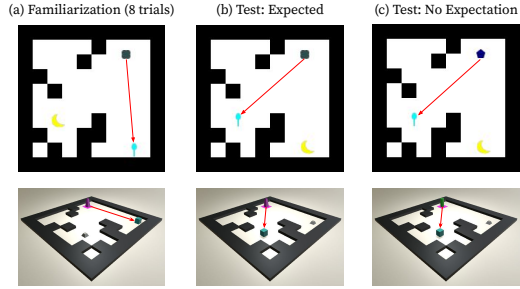 (a) Familiarization (8 trials)
(b) Test: Expected
(c) Test: No Expectation